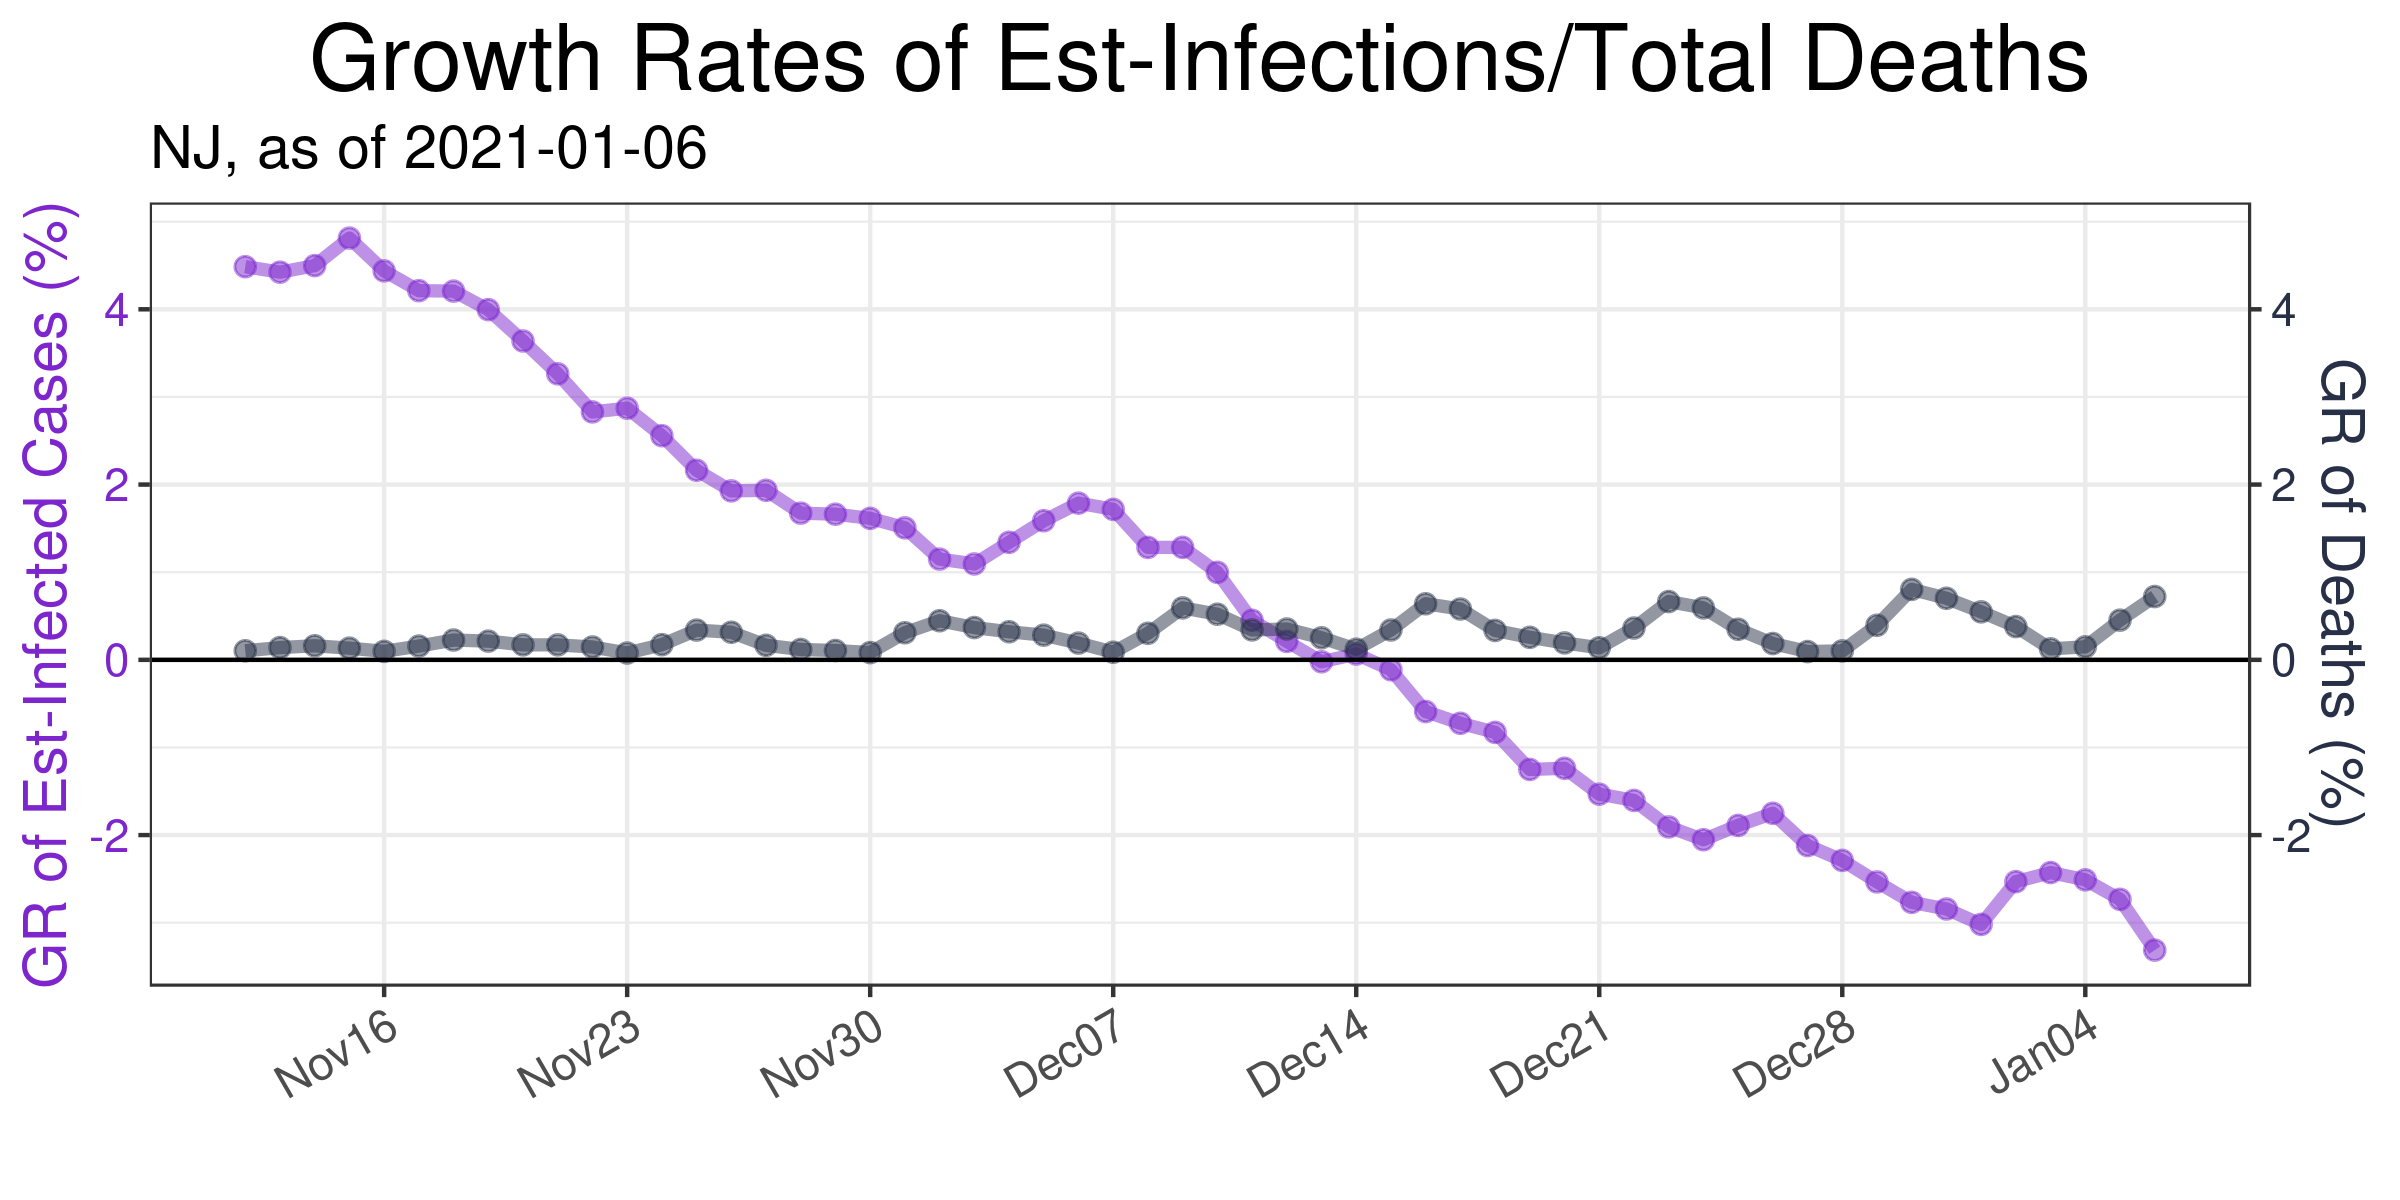 Growth Rates of Est-Infections/Total Deaths
NJ, as of 2021-01-06
GR of Est-Infected Cases (%)
4
2
0
-2
4
2
0
-2
GR of Deaths (%)
Nov16
Nov23
Nov30
Dec07
Dec14
Dec21
Dec28
Jan04